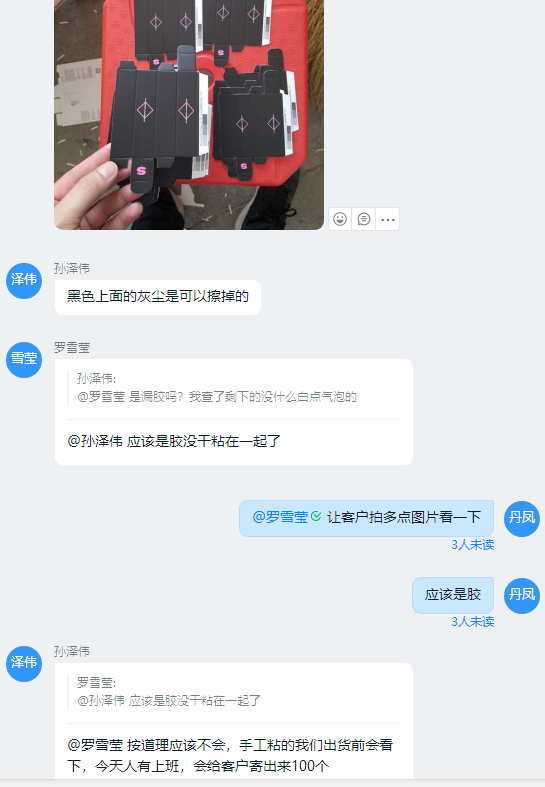 孙泽伟
泽伟
黑色上面的灰尘是可以擦掉的
罗雪莹
雪莹
孙泽伟:
@罗雪莹 是漏胶吗？我查了剩下的没什么白点气泡的
@孙泽伟 应该是胶没干粘在一起了
@罗雪莹 让客户拍多点图片看一下
丹凤
3人未读
应该是胶
丹凤
3人未读
孙泽伟
泽伟
罗雪莹:
@孙泽伟 应该是胶没干粘在一起了
@罗雪莹 按道理应该不会，手工粘的我们出货前会看
下，今天人有上班，会给客户寄出来100个